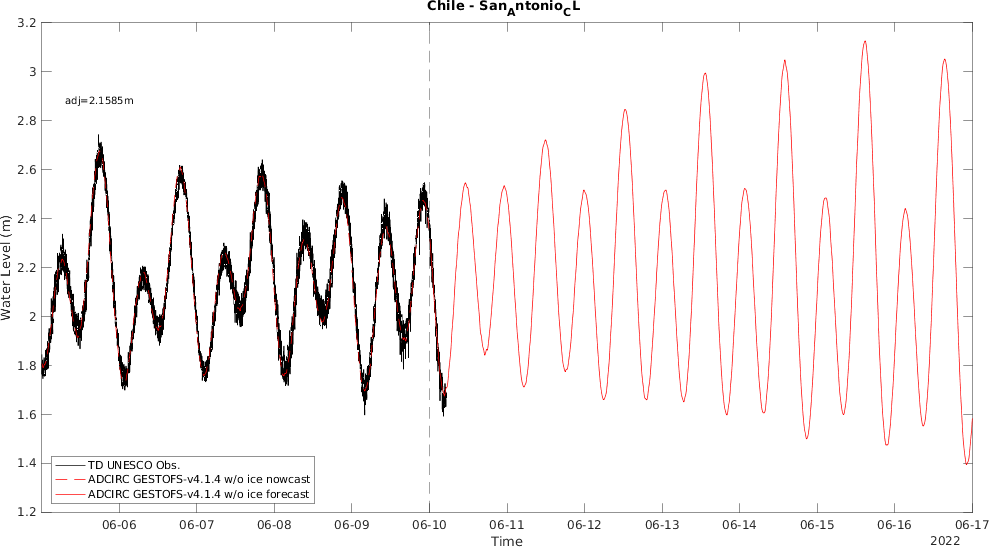 Chile - SanAntonioCL
3.2
3
2.8
2.6
2.4
2.2
2
1.8
1.6
1.4
1.2
Water Level (m)
adj=2.1585m
TD UNESCO Obs.
ADCIRC GESTOFS-v4.1.4 w/o ice nowcast
ADCIRC GESTOFS-v4.1.4 w/o ice forecast
06-06 06-07 06-08 06-09 06-10 06-11 06-12 06-13 06-14 06-15 06-16 06-17
Time
2022